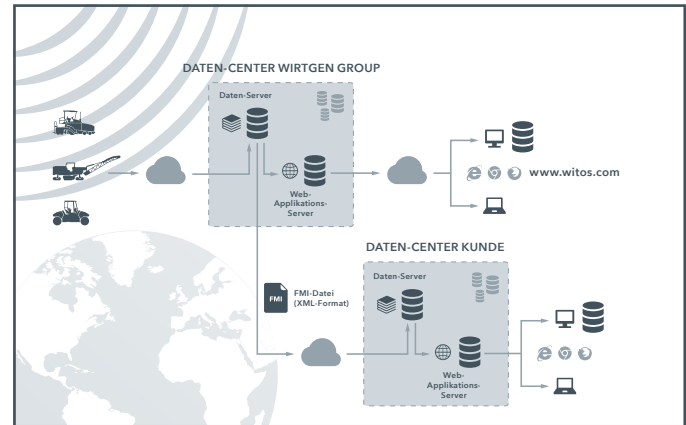 DATEN-CENTER WIRTGEN GROUP
Daten-Server
Web-
Applikations-
Server
www.witos.com
DATEN-CENTER KUNDE
FMI
FMI-Datei
(XML-Format)
Daten-Server
Web-
Applikations-
Server